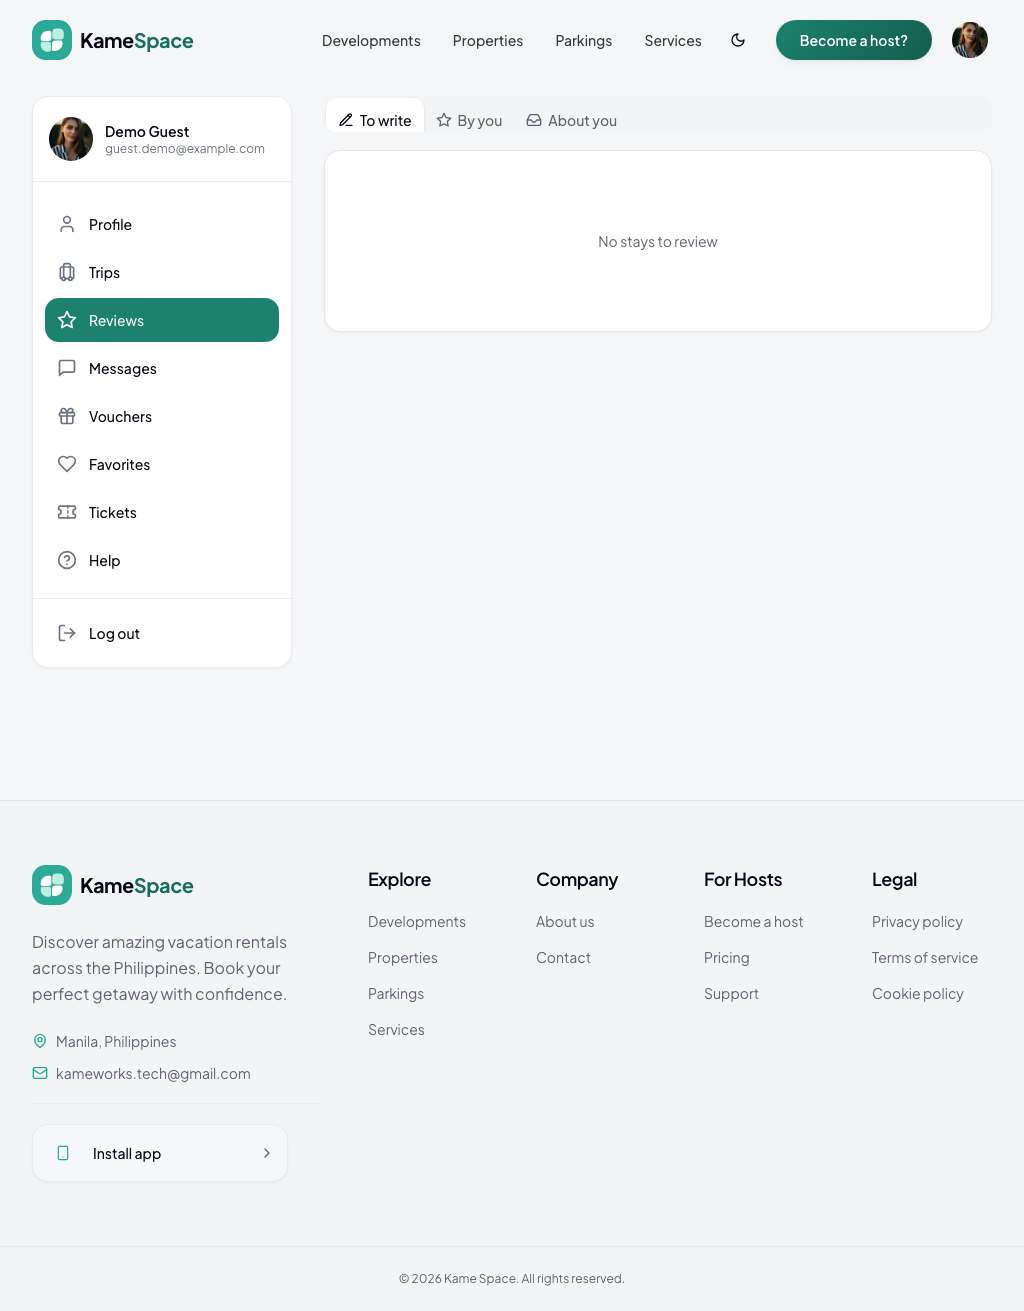 KameSpace
Developments
Properties
Parkings
Services
Become a host?
Demo Guest
guest.demo@example.com
Profile
Trips
Reviews
Messages
Vouchers
Favorites
Tickets
Help
Log out
To write
By you
About you
No stays to review
KameSpace
Discover amazing vacation rentals
across the Philippines. Book your
perfect getaway with confidence.
Manila, Philippines
kameworks.tech@gmail.com
Install app
Explore
Developments
Properties
Parkings
Services
Company
About us
Contact
For Hosts
Become a host
Pricing
Support
Legal
Privacy policy
Terms of service
Cookie policy
© 2026 Kame Space. All rights reserved.